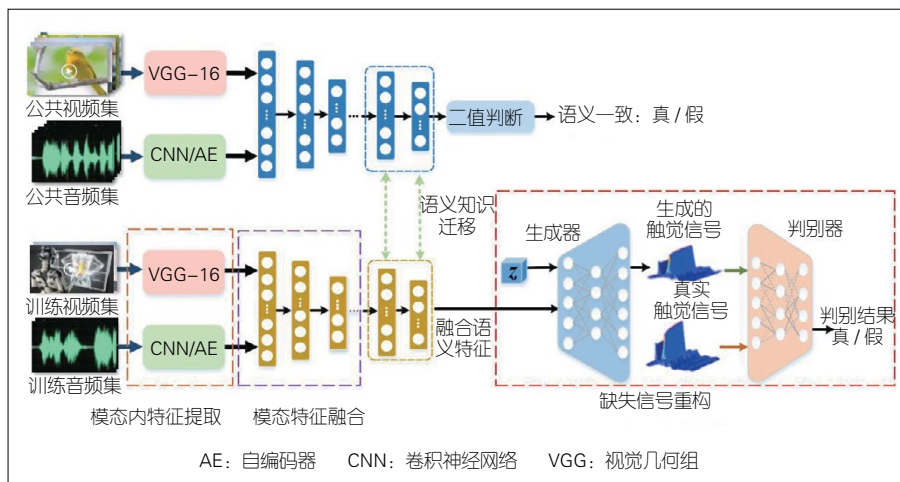 VGG-16
公共视频集
CNN/AE
公共音频集
二值判断
语义一致：真 / 假
语义知识
迁移
训练视频集
VGG-16
训练音频集
CNN/AE
模态内特征提取
模态特征融合
融合语
义特征
z
生成器
生成的
触觉信号
真实
触觉信号
判别器
判别结果
真 / 假
缺失信号重构
AE：自编码器 CNN：卷积神经网络 VGG：视觉几何组